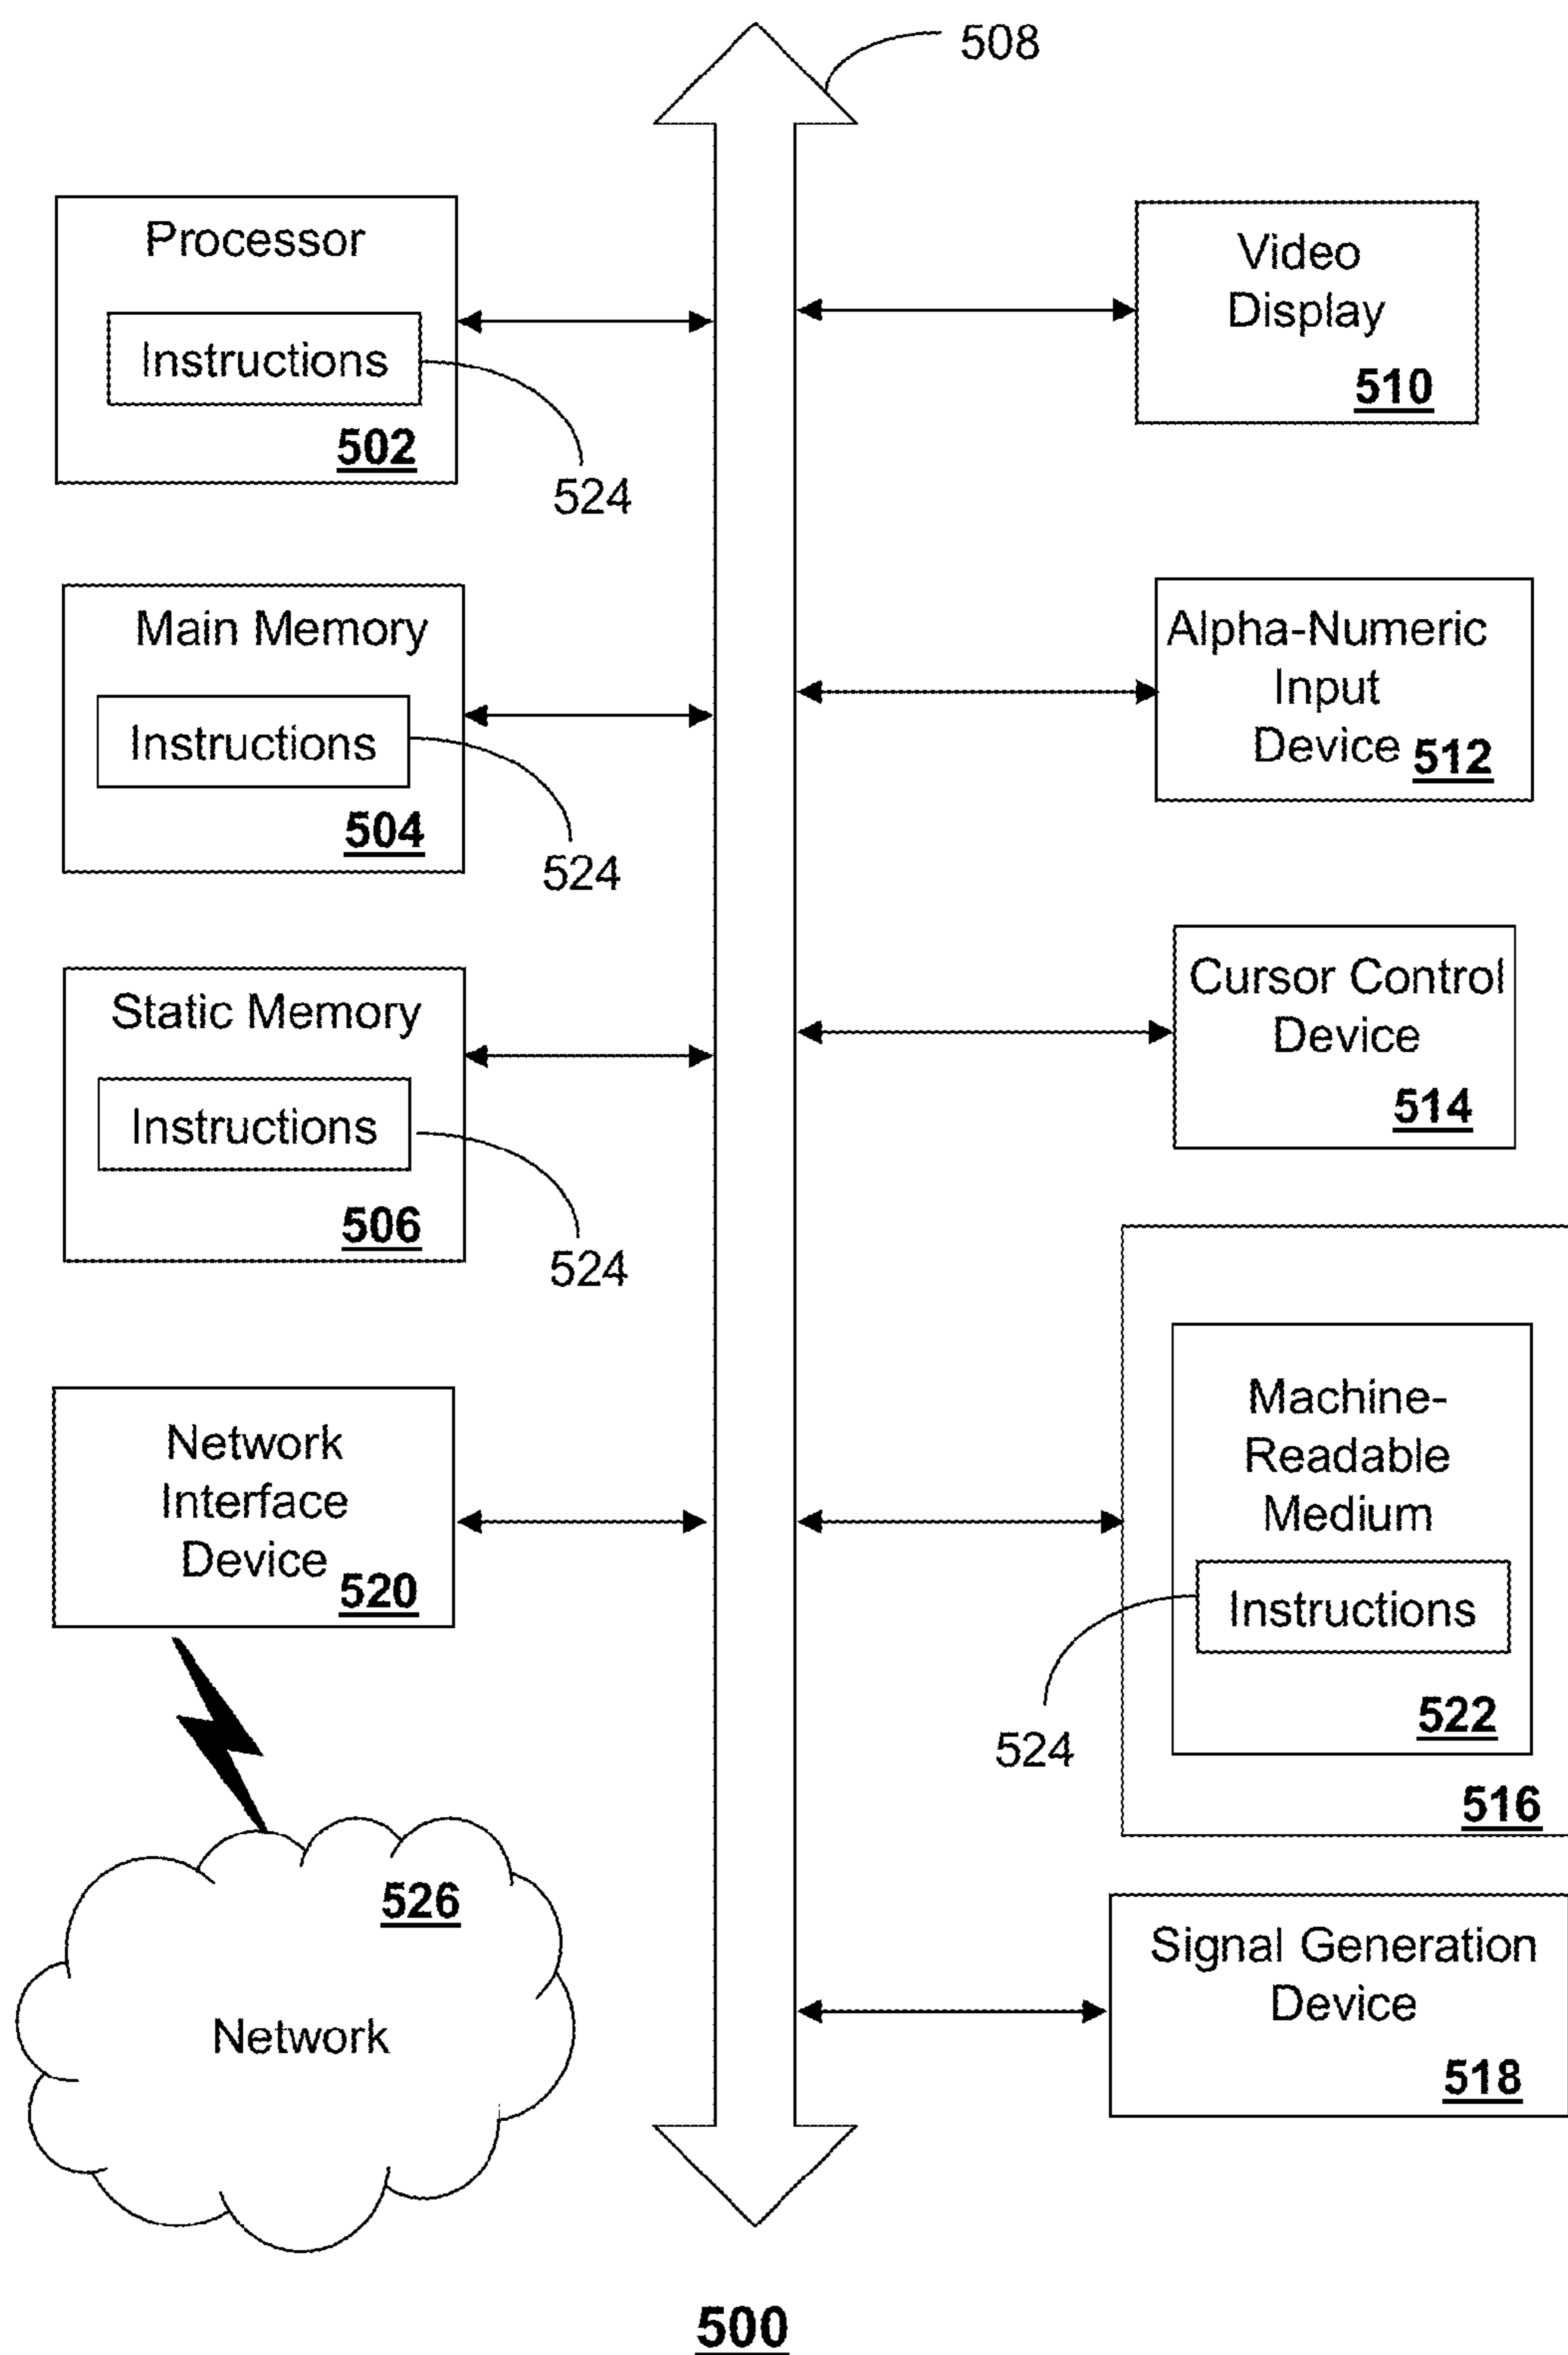 508
Processor
Instructions
502
524
Video
Display
510
Main Memory
Instructions
504
524
Alpha-Numeric
Input
Device 512
Static Memory
Instructions
506
524
Cursor Control
Device
514
Network
Interface
Device 520
Machine-
Readable
Medium
Instructions
522
524
516
526
Network
Signal Generation
Device
518
500